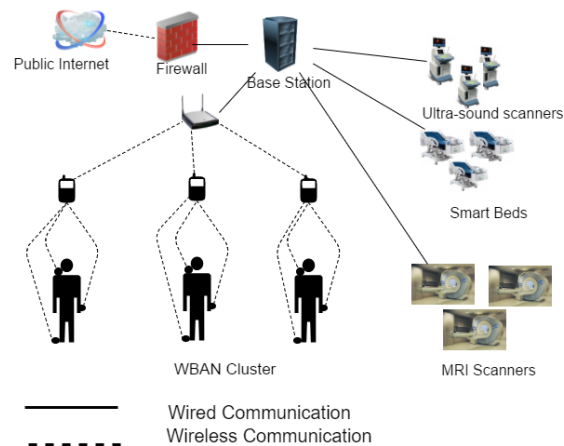 Public Internet
Firewall
Base Station
Ultra-sound scanners
Smart Beds
WBAN Cluster
MRI Scanners
Wired Communication
Wireless Communication